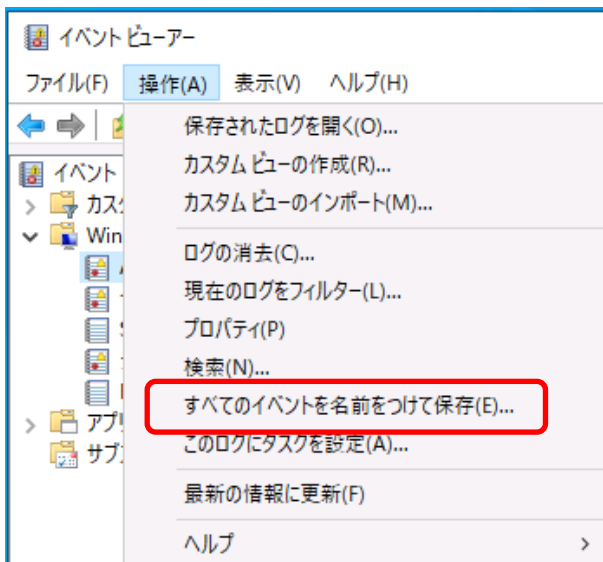 イベント ビューアー
ファイル(F) 操作(A) 表示(V) ヘルプ(H)
保存されたログを開く(O)...
カスタム ビューの作成(R)...
カスタム ビューのインポート(M)...
ログの消去(C)...
現在のログをフィルター(L)...
プロパティ(P)
検索(N)...
すべてのイベントを名前をつけて保存(E)...
このログにタスクを設定(A)...
最新の情報に更新(F)
ヘルプ
イベント
カス
Win
アプリ
サブ